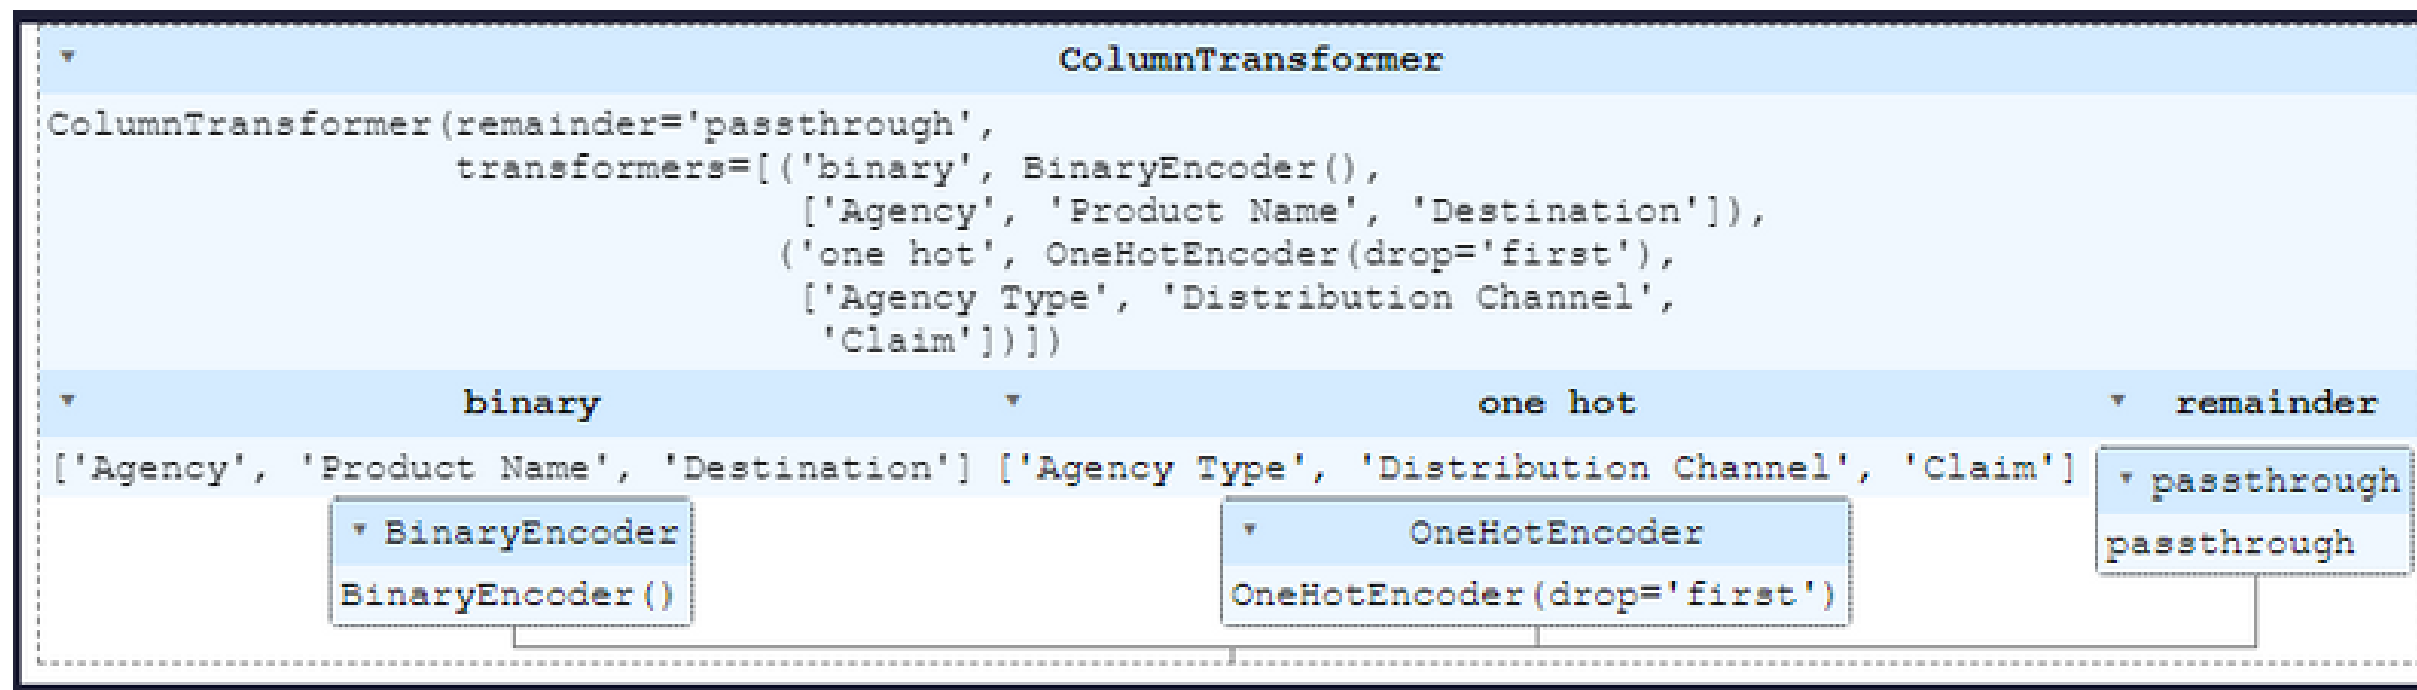 ColumnTransformer
ColumnTransformer(remainder='passthrough',
transformers=[('binary', BinaryEncoder(),
['Agency', 'Product Name', 'Destination']),
('one hot', OneHotEncoder(drop='first'),
['Agency Type', 'Distribution Channel',
'Claim'])])
binary one hot remainder
['Agency', 'Product Name', 'Destination'] ['Agency Type', 'Distribution Channel', 'Claim'] passthrough
BinaryEncoder OneHotEncoder passthrough
BinaryEncoder() OneHotEncoder(drop='first')